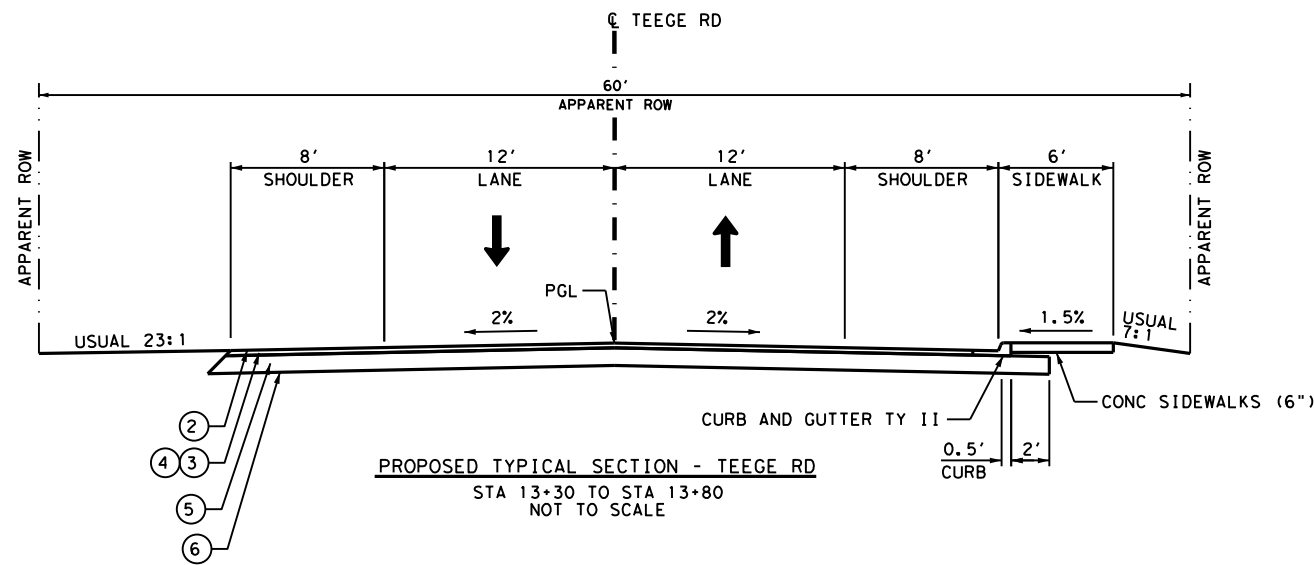 ℄ TEEGE RD
60'
APPARENT ROW
APPARENT ROW
APPARENT ROW
8'
SHOULDER
12'
LANE
12'
LANE
8'
SHOULDER
6'
SIDEWALK
PGL
2%
2%
1.5%
USUAL 23:1
USUAL
7:1
CONC SIDEWALKS (6")
CURB AND GUTTER TY II
2
4 3
5
6
0.5'
CURB
2'
PROPOSED TYPICAL SECTION - TEEGE RD
STA 13+30 TO STA 13+80
NOT TO SCALE